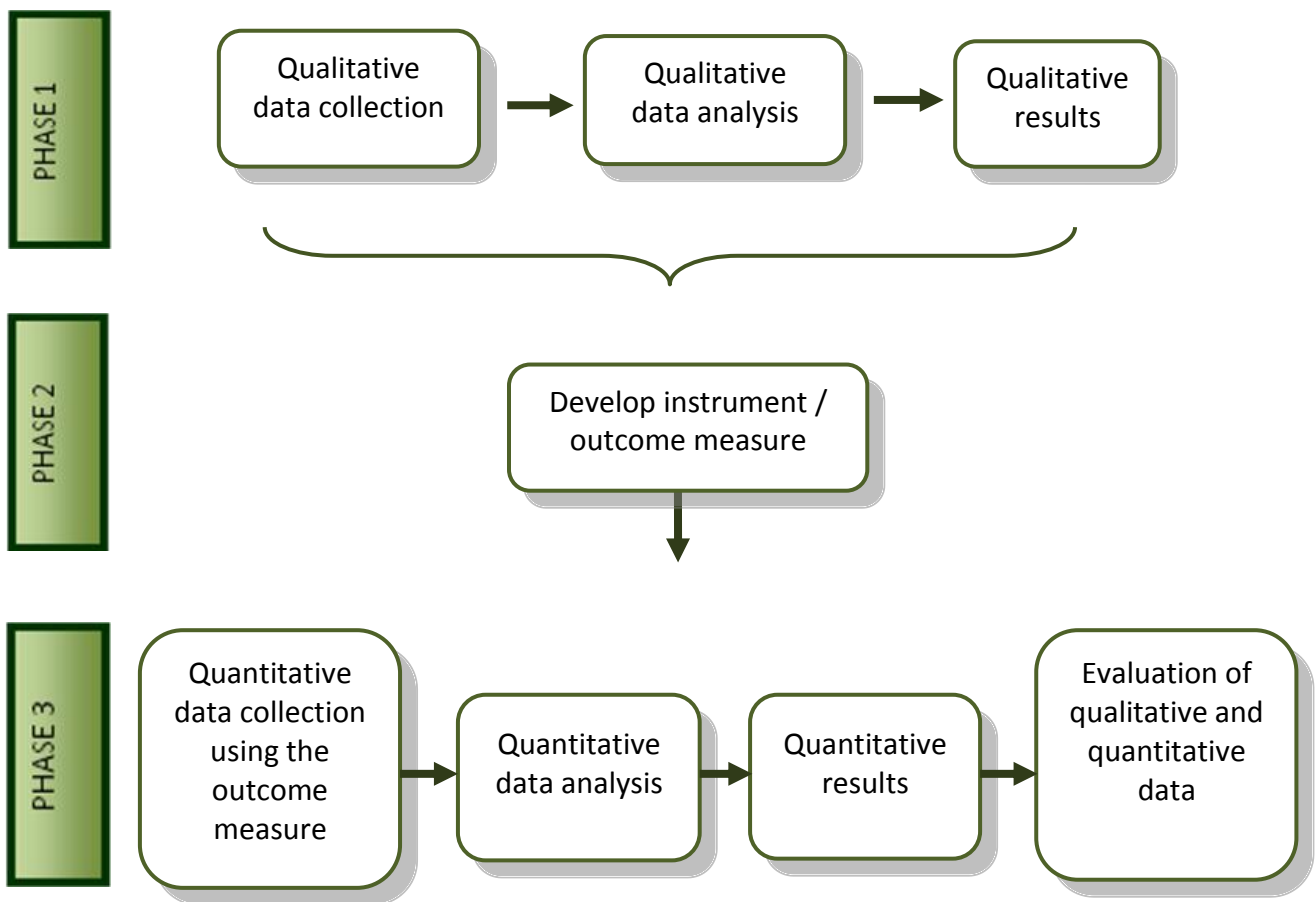 PHASE 1
Qualitative
data collection
Qualitative
data analysis
Qualitative
results
PHASE 2
Develop instrument /
outcome measure
PHASE 3
Quantitative
data collection
using the
outcome
measure
Quantitative
data analysis
Quantitative
results
Evaluation of
qualitative and
quantitative
data